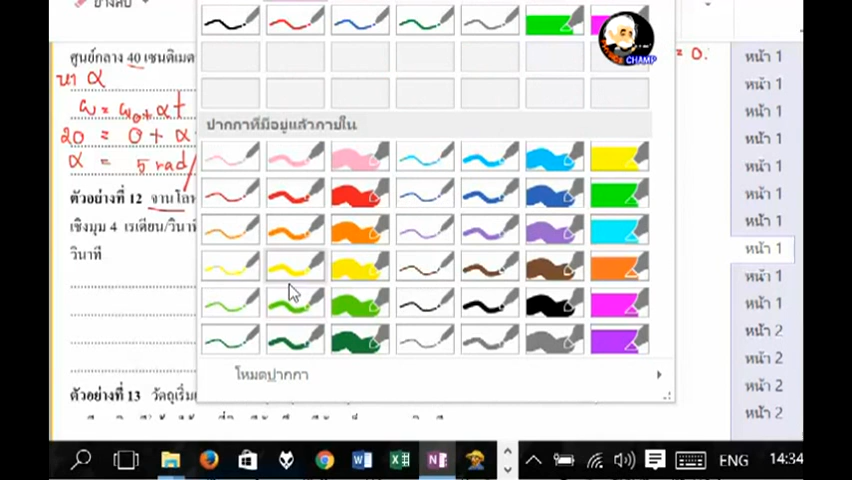 ศูนย์กลาง 40 เซนติเมต
หา α
ω = ω₀ + αt
20 = 0 + α
α = 5 rad/
ตัวอย่างที่ 12 จานโลห
เชิงมุม 4 เรเดียน/วินาที
วินาที
ตัวอย่างที่ 13 วัตถุเริ่ม
CHAMP
= 0.
ปากกาที่มีอยู่แล้วภายใน
โหมดปากกา
หน้า 1
หน้า 1
หน้า 1
หน้า 1
หน้า 1
หน้า 1
หน้า 1
หน้า 1
หน้า 1
หน้า 1
หน้า 2
หน้า 2
หน้า 2
หน้า 2
ENG
14:34